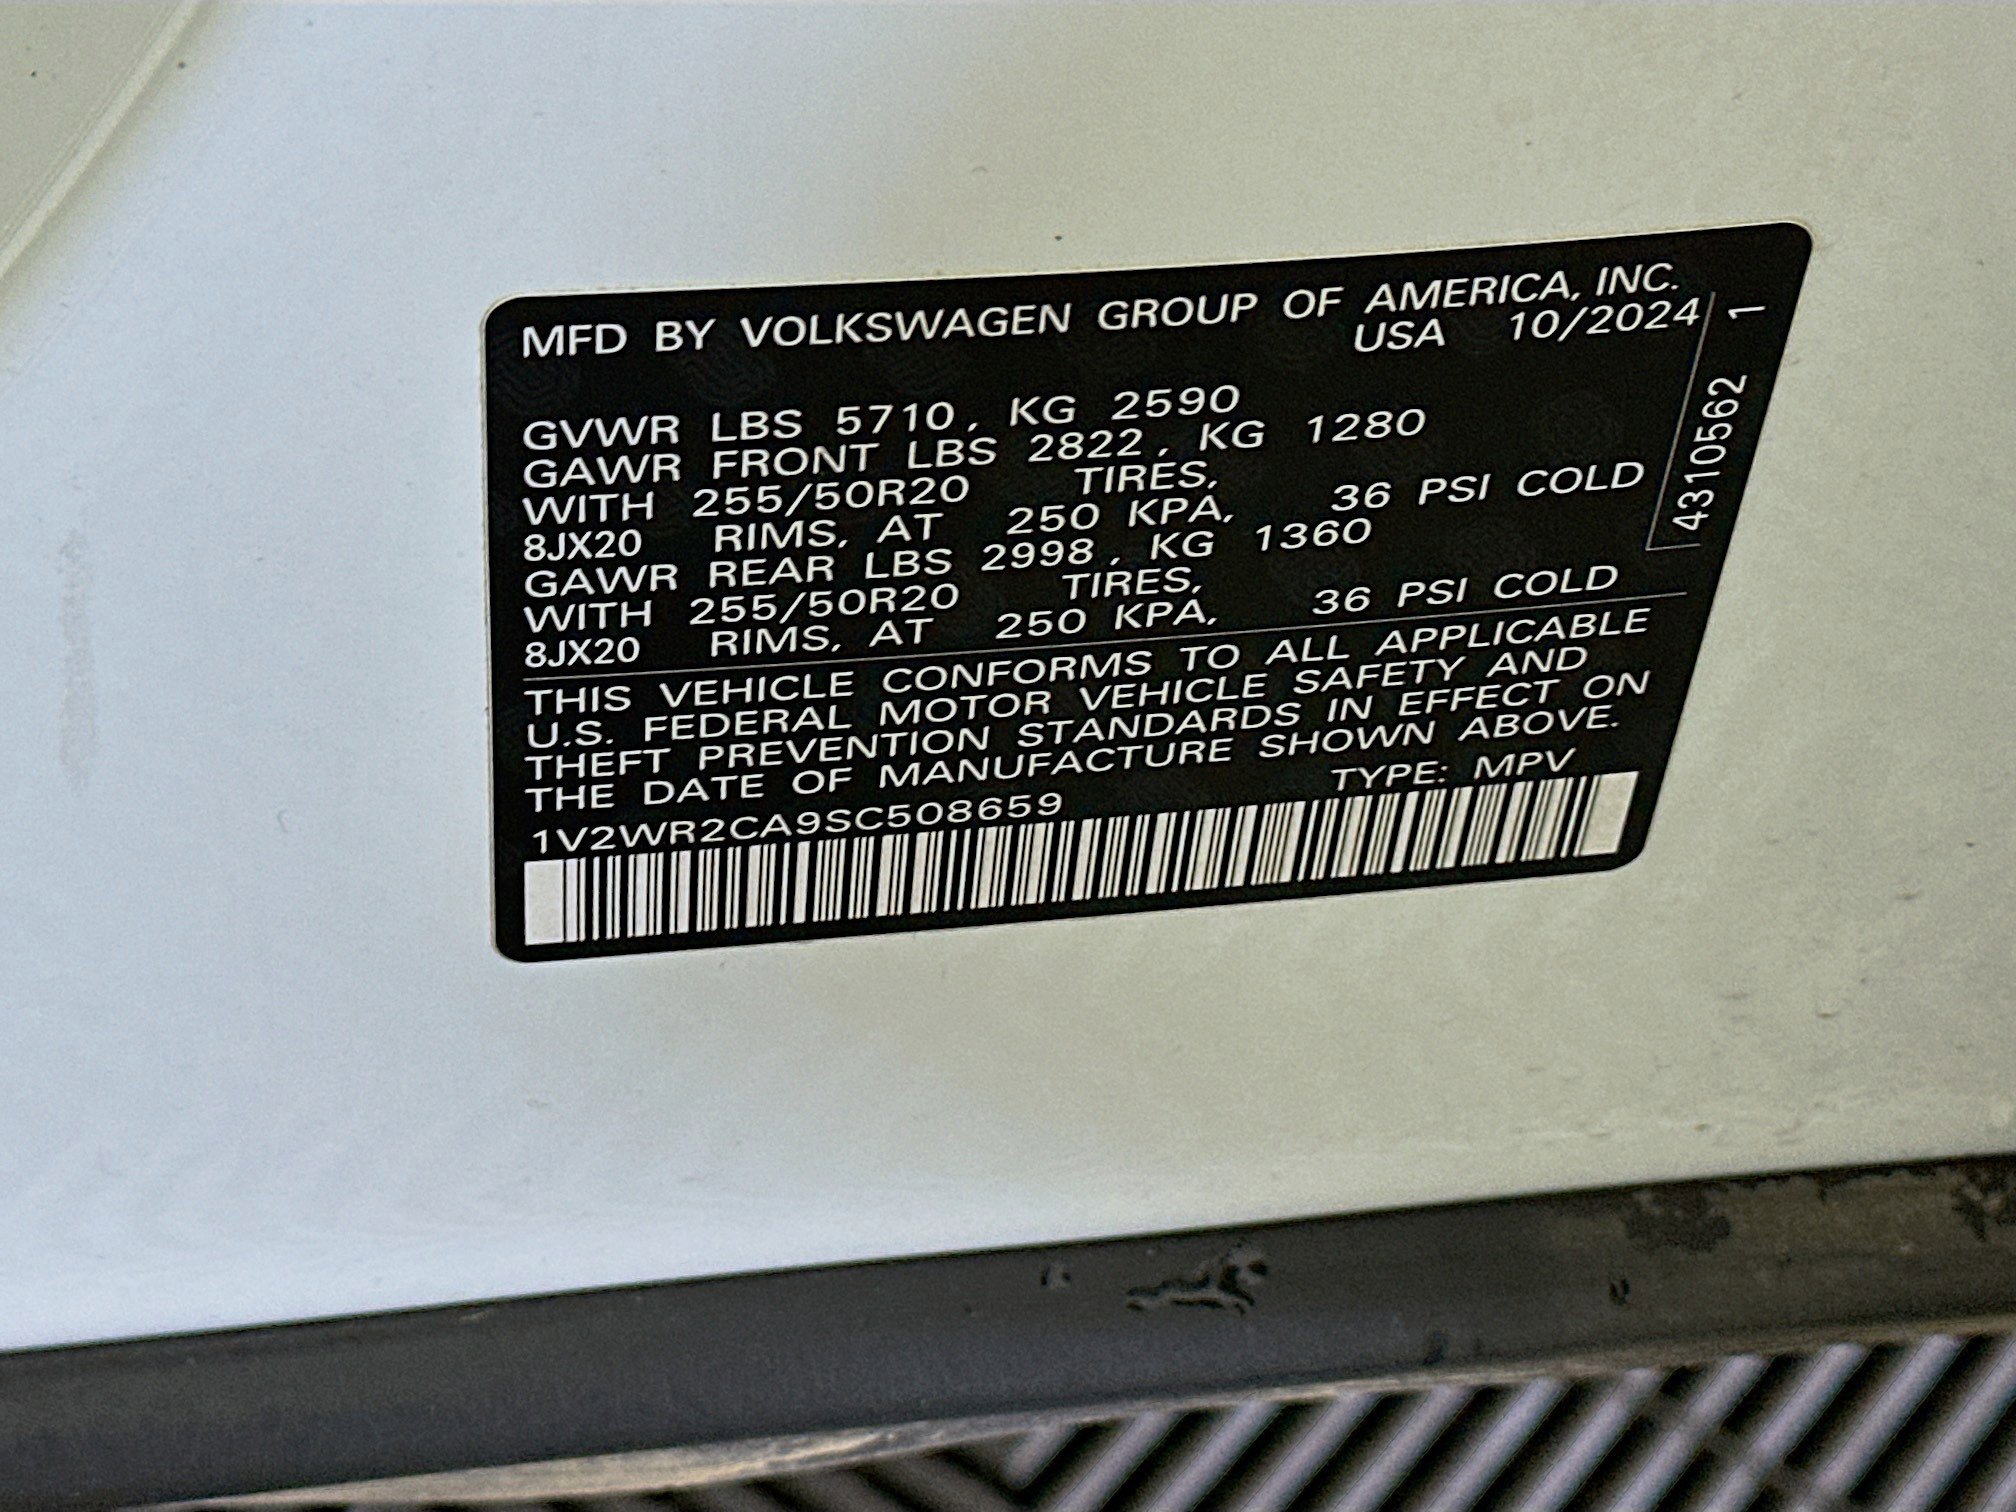 MFD BY VOLKSWAGEN GROUP OF AMERICA, INC.
USA 10/2024
GVWR LBS 5710, KG 2590
GAWR FRONT LBS 2822, KG 1280
WITH 255/50R20 TIRES,
8JX20 RIMS, AT 250 KPA, 36 PSI COLD
GAWR REAR LBS 2998, KG 1360
WITH 255/50R20 TIRES,
8JX20 RIMS, AT 250 KPA, 36 PSI COLD
THIS VEHICLE CONFORMS TO ALL APPLICABLE
U.S. FEDERAL MOTOR VEHICLE SAFETY AND
THEFT PREVENTION STANDARDS IN EFFECT ON
THE DATE OF MANUFACTURE SHOWN ABOVE.
1V2WR2CA9SC508659 TYPE: MPV
4310562 1